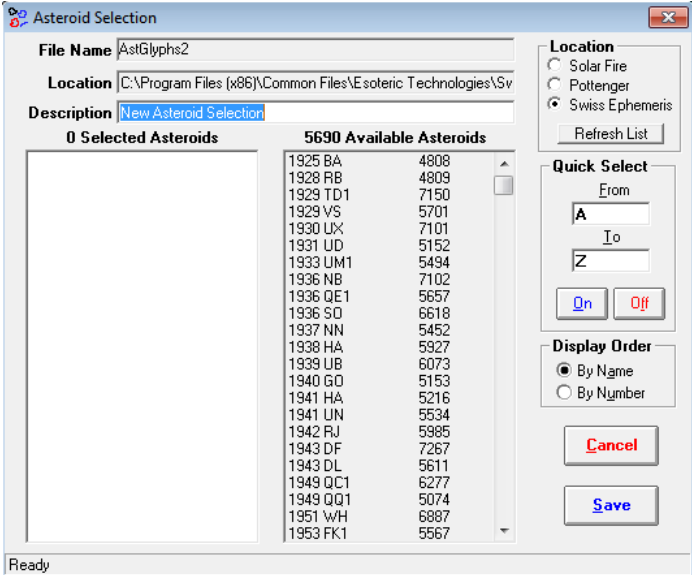 Asteroid Selection
File Name AstGlyphs2
Location C:\Program Files (x86)\Common Files\Esoteric Technologies\Sv
Description New Asteroid Selection
0 Selected Asteroids
5690 Available Asteroids
1925 BA 4808
1928 RB 4809
1929 TD1 7150
1929 VS 5701
1930 UX 7101
1931 UD 5152
1933 UM1 5494
1936 NB 7102
1936 QE1 5657
1936 SO 6618
1937 NN 5452
1938 HA 5927
1939 UB 6073
1940 GO 5153
1941 HA 5216
1941 UN 5534
1942 RJ 5985
1943 DF 7267
1943 DL 5611
1949 QC1 6277
1949 QQ1 5074
1951 WH 6887
1953 FK1 5567
Location
Solar Fire
Pottenger
Swiss Ephemeris
Refresh List
Quick Select
From
A
To
Z
On Off
Display Order
By Name
By Number
Cancel
Save
Ready